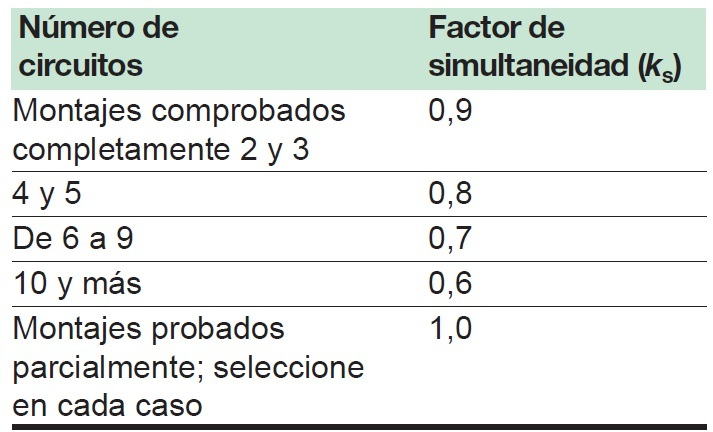 Número de circuitos
Factor de simultaneidad (ks)
Montajes comprobados completamente 2 y 3
0,9
4 y 5
0,8
De 6 a 9
0,7
10 y más
0,6
Montajes probados parcialmente; seleccione en cada caso
1,0